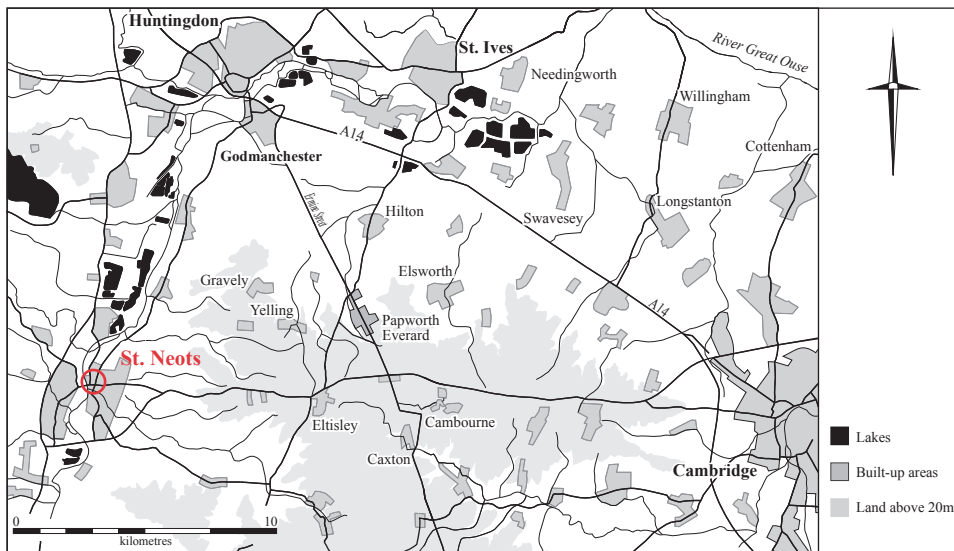 Huntingdon
St. Ives
River Great Ouse
Needingworth
Willingham
A14
Godmanchester
Cottenham
Ermine Street
Hilton
Swavesey
Longstanton
Gravely
Elsworth
Yelling
Papworth
Everard
A14
St. Neots
Eltisley
Cambourne
Caxton
Cambridge
Lakes
Built-up areas
Land above 20m
0
10
kilometres